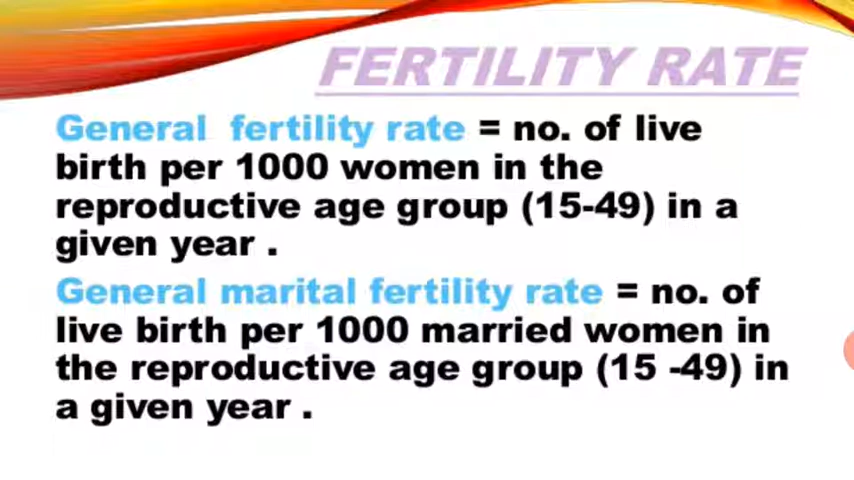 FERTILITY RATE
General fertility rate = no. of live
birth per 1000 women in the
reproductive age group (15-49) in a
given year .
General marital fertility rate = no. of
live birth per 1000 married women in
the reproductive age group (15 -49) in
a given year .